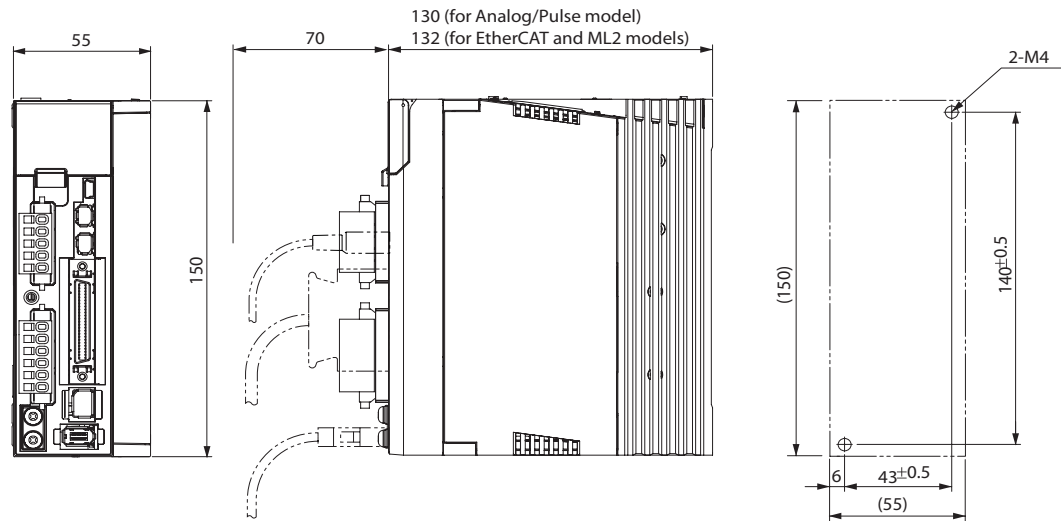 130 (for Analog/Pulse model)
132 (for EtherCAT and ML2 models)
55
70
2-M4
150
(150)
140±0.5
6
43±0.5
(55)